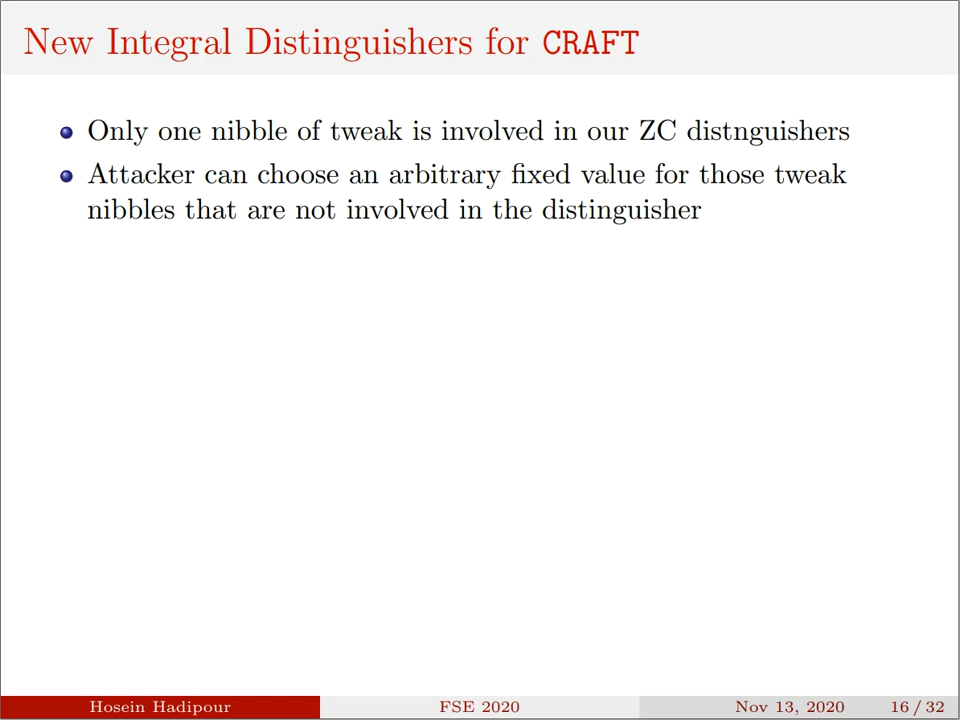 New Integral Distinguishers for CRAFT
Only one nibble of tweak is involved in our ZC distnguishers
Attacker can choose an arbitrary fixed value for those tweak
nibbles that are not involved in the distinguisher
Hosein Hadipour FSE 2020 Nov 13, 2020 16 / 32